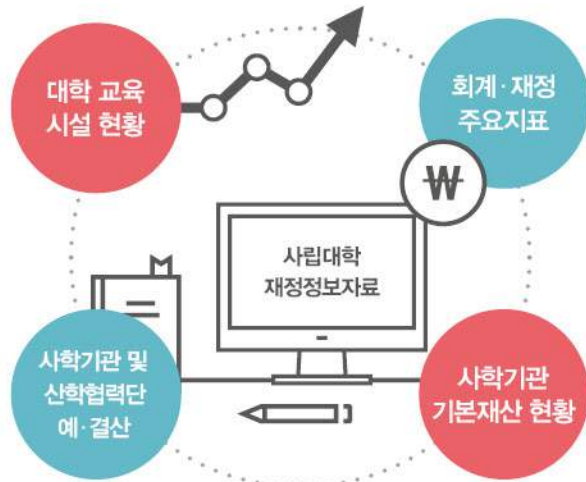 대학 교육
시설 현황
회계·재정
주요지표
₩
사립대학
재정정보자료
사학기관 및
산학협력단
예·결산
사학기관
기본재산 현황